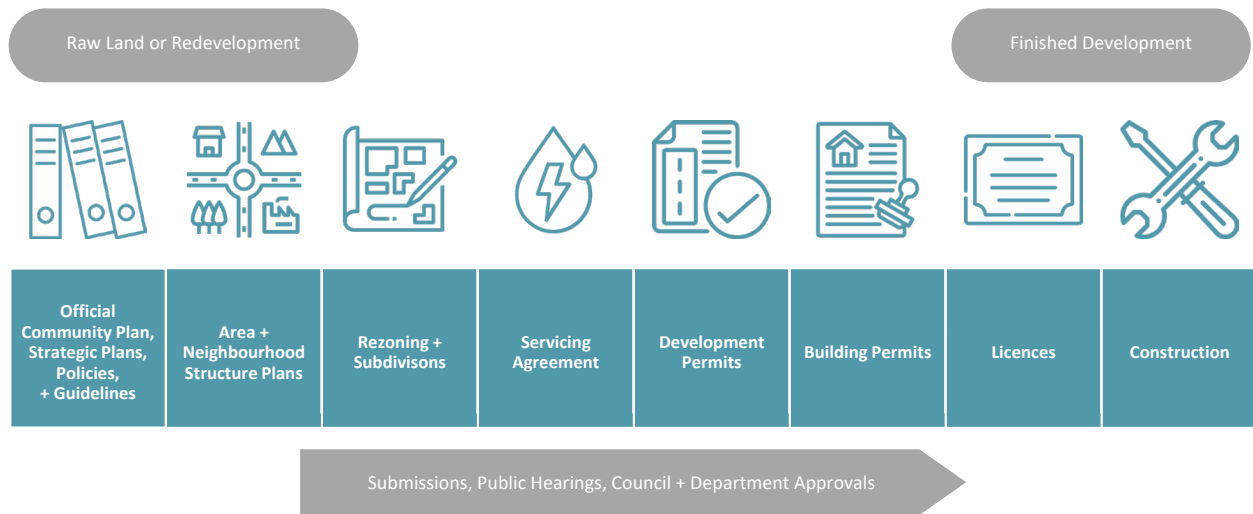 Raw Land or Redevelopment
Finished Development
Official
Community Plan,
Strategic Plans,
Policies,
+ Guidelines
Area +
Neighbourhood
Structure Plans
Rezoning +
Subdivisons
Servicing
Agreement
Development
Permits
Building Permits
Licences
Construction
Submissions, Public Hearings, Council + Department Approvals